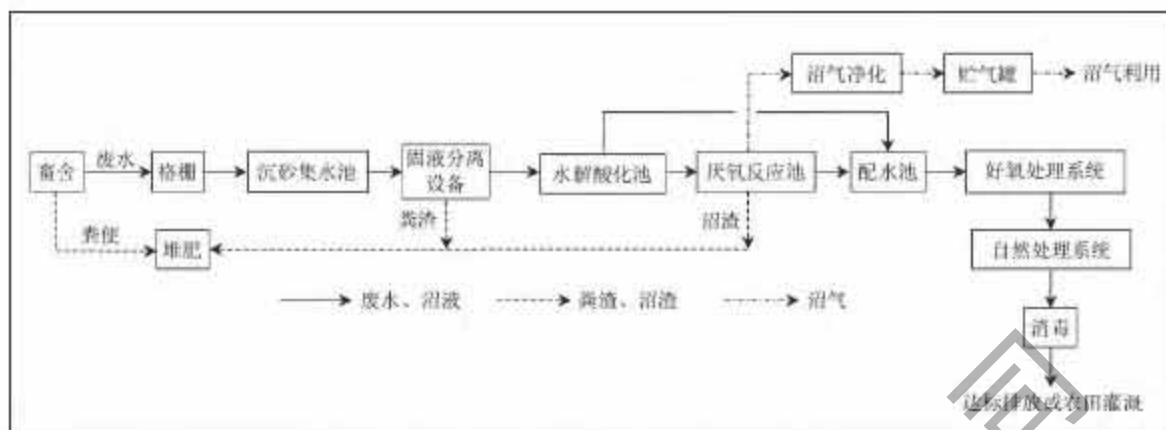 沼气净化
贮气罐
沼气利用
畜舍
废水
格栅
沉砂集水池
固液分离
设备
水解酸化池
厌氧反应池
配水池
好氧处理系统
粪便
堆肥
粪渣
沼渣
自然处理系统
废水、沼液
粪渣、沼渣
沼气
消毒
达标排放或农田灌溉